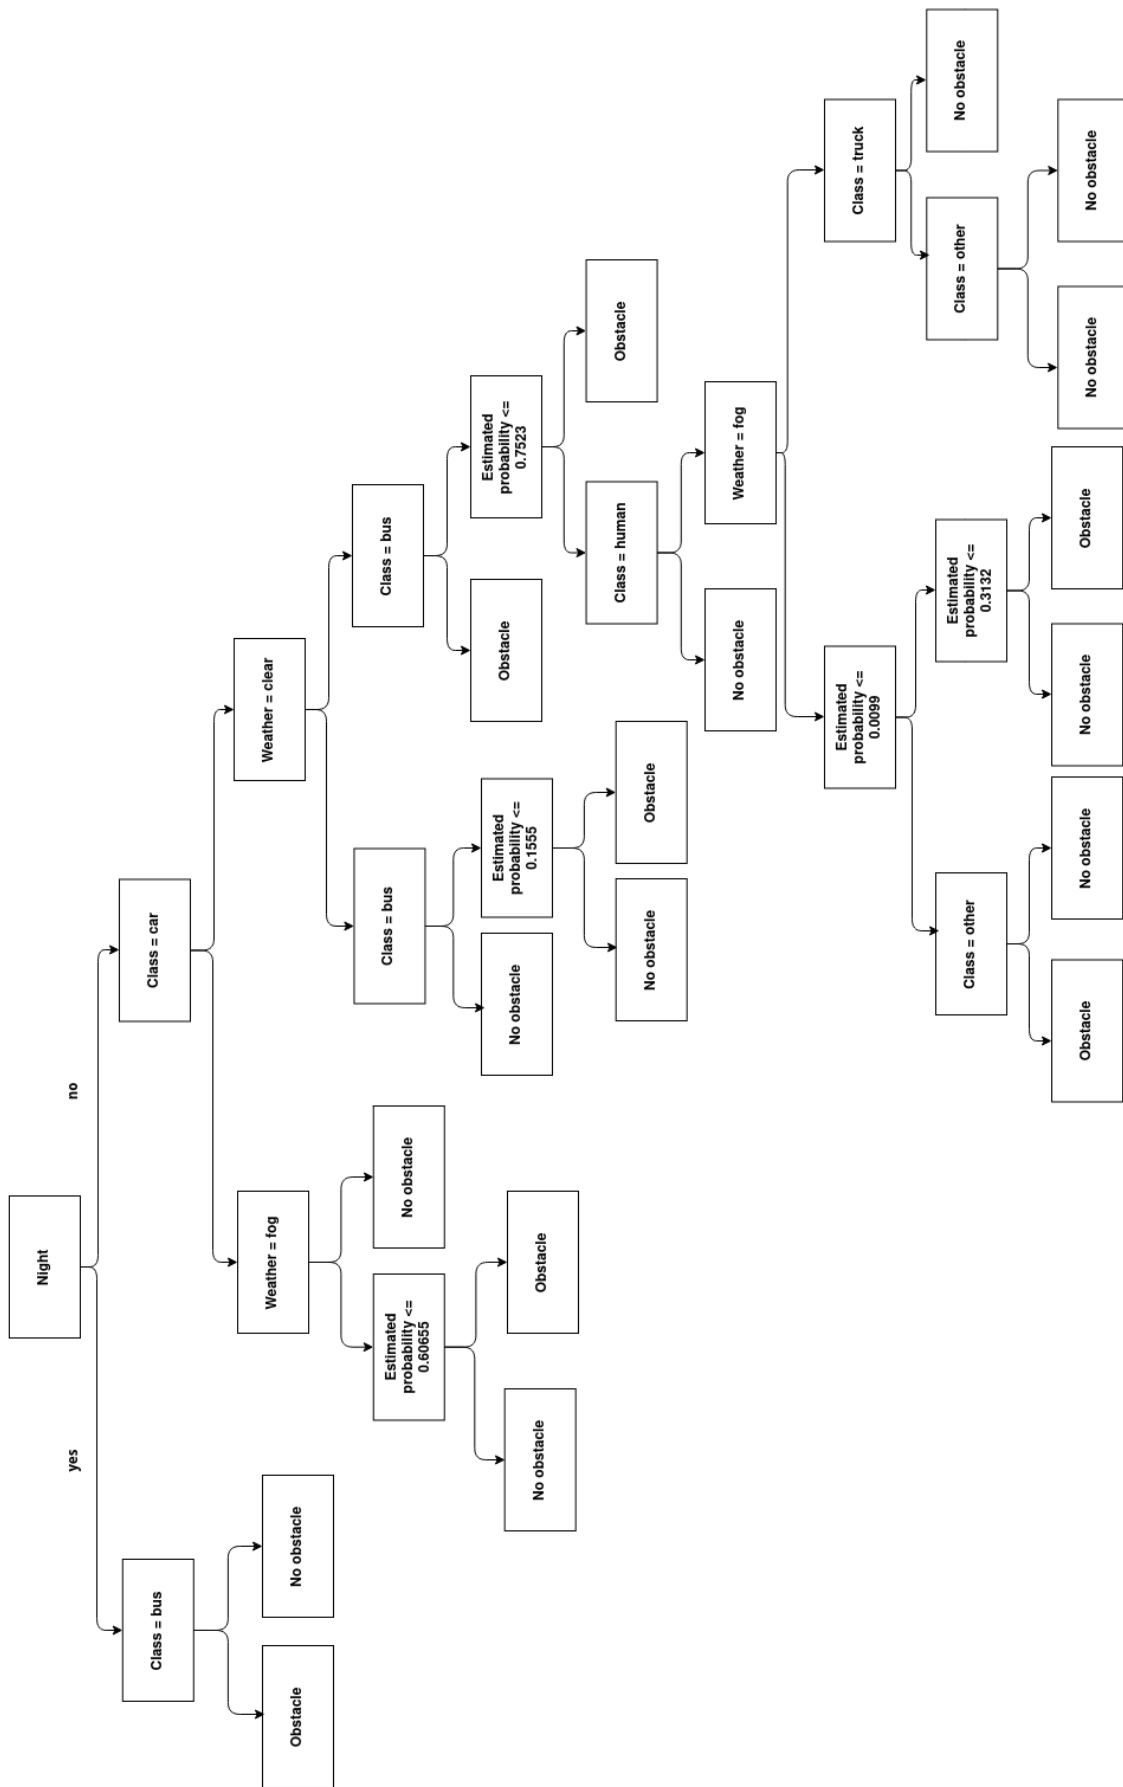 Night
yes
no
Class = bus
Class = car
Obstacle
No obstacle
Weather = fog
Weather = clear
Estimated
probability <=
0.60655
No obstacle
Class = bus
Class = bus
No obstacle
Obstacle
No obstacle
Estimated
probability <=
0.1555
Obstacle
Estimated
probability <=
0.7523
No obstacle
Obstacle
Class = human
Obstacle
No obstacle
Weather = fog
Estimated
probability <=
0.0099
Class = truck
Class = other
Estimated
probability <=
0.3132
Class = other
No obstacle
Obstacle
No obstacle
No obstacle
Obstacle
No obstacle
No obstacle